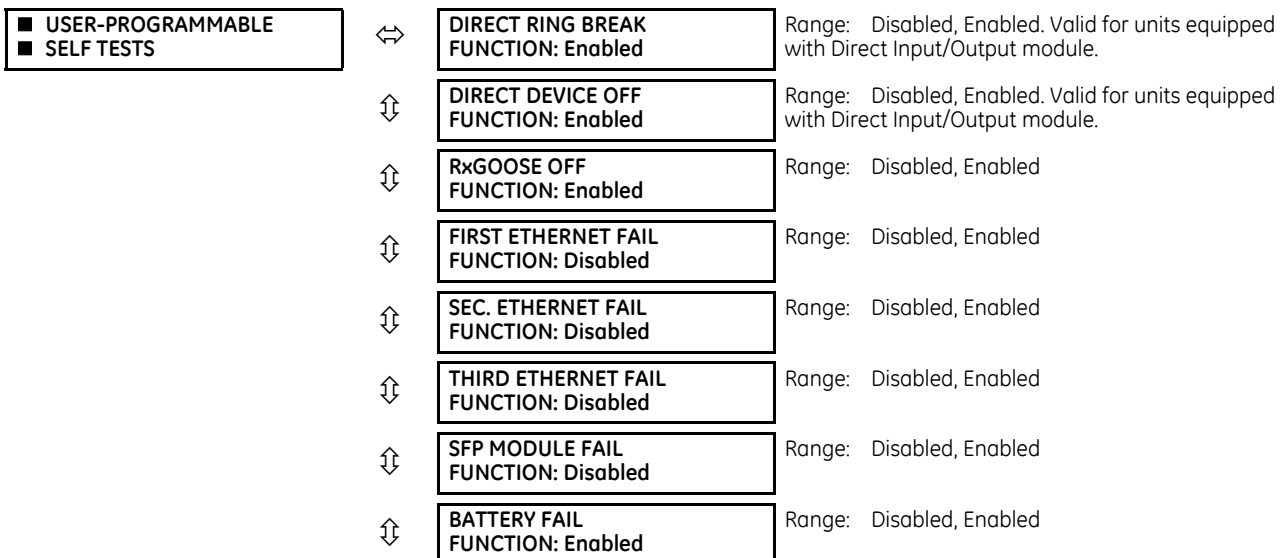 ■ USER-PROGRAMMABLE
■ SELF TESTS
DIRECT RING BREAK
FUNCTION: Enabled
Range: Disabled, Enabled. Valid for units equipped
with Direct Input/Output module.
DIRECT DEVICE OFF
FUNCTION: Enabled
Range: Disabled, Enabled. Valid for units equipped
with Direct Input/Output module.
RxGOOSE OFF
FUNCTION: Enabled
Range: Disabled, Enabled
FIRST ETHERNET FAIL
FUNCTION: Disabled
Range: Disabled, Enabled
SEC. ETHERNET FAIL
FUNCTION: Disabled
Range: Disabled, Enabled
THIRD ETHERNET FAIL
FUNCTION: Disabled
Range: Disabled, Enabled
SFP MODULE FAIL
FUNCTION: Disabled
Range: Disabled, Enabled
BATTERY FAIL
FUNCTION: Enabled
Range: Disabled, Enabled